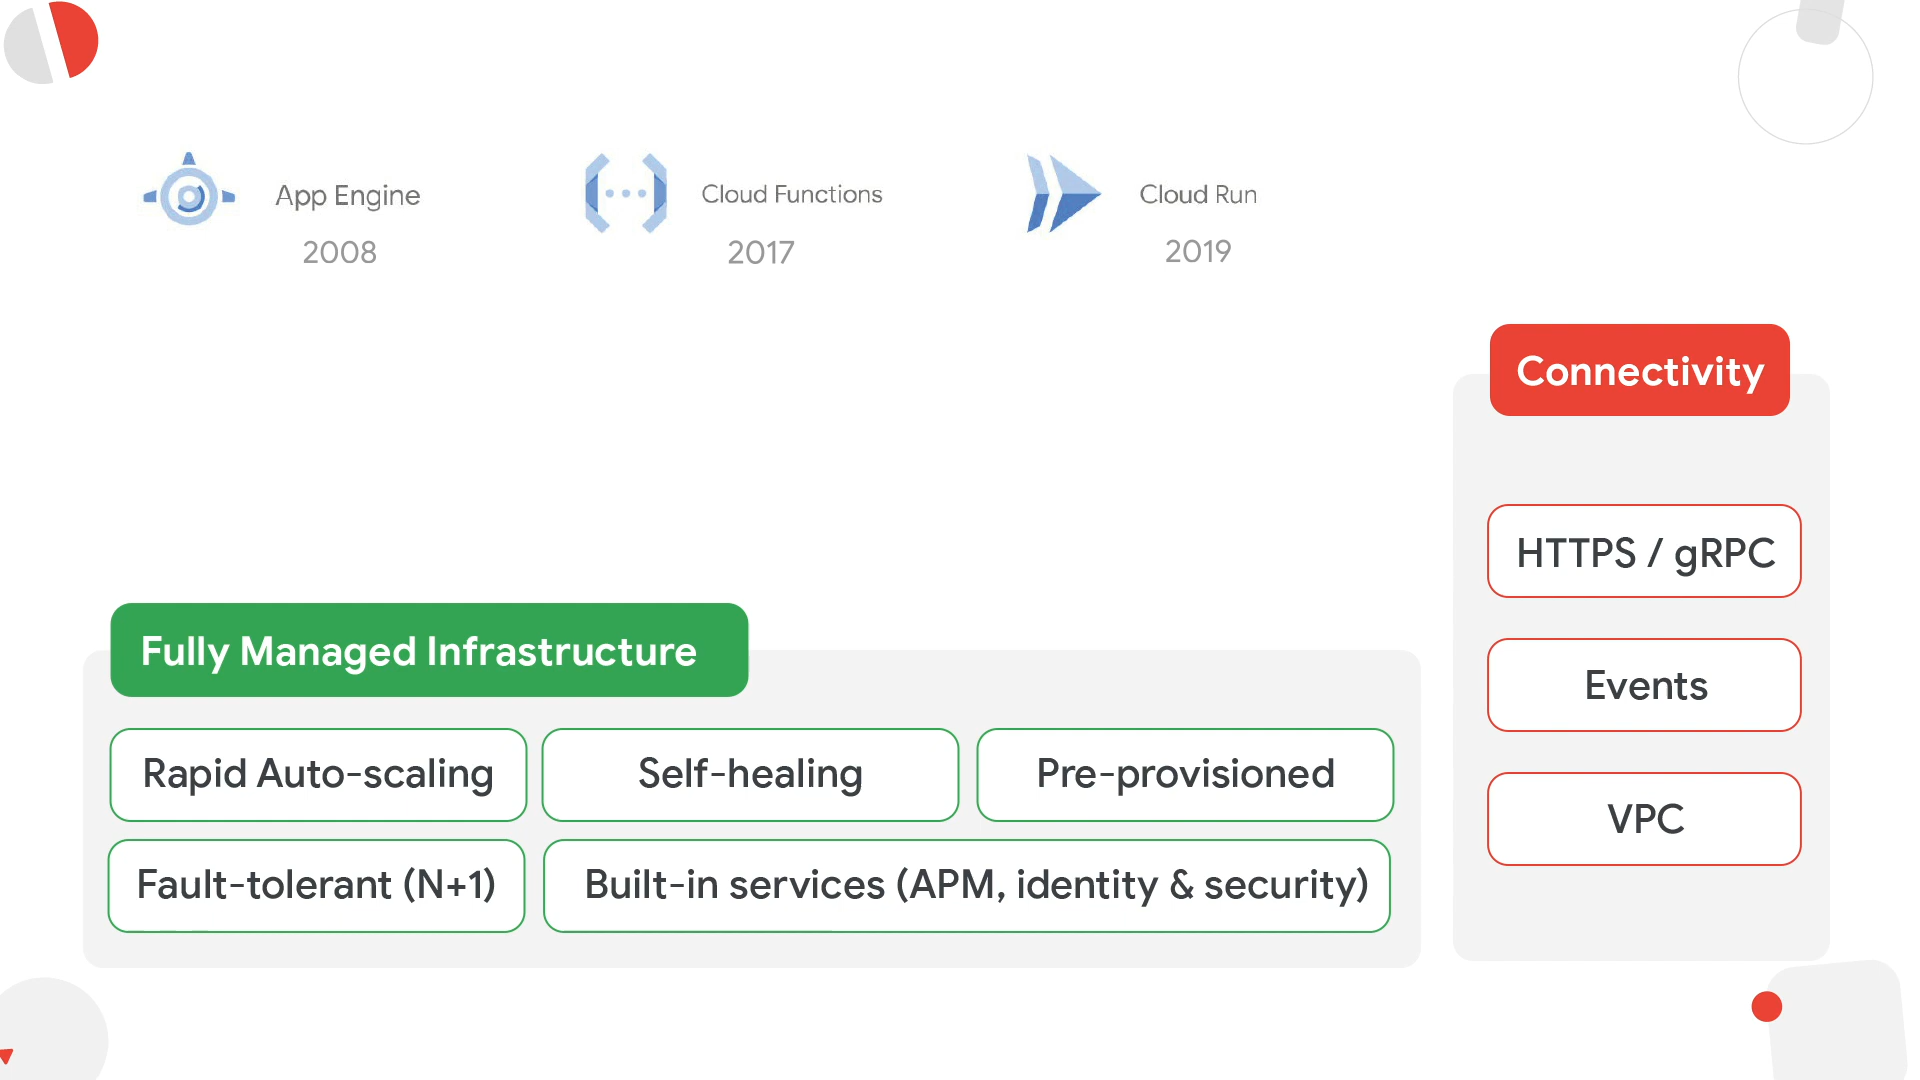 App Engine
2008
Cloud Functions
2017
Cloud Run
2019
Connectivity
HTTPS / gRPC
Events
VPC
Fully Managed Infrastructure
Rapid Auto-scaling
Self-healing
Pre-provisioned
Fault-tolerant (N+1)
Built-in services (APM, identity & security)